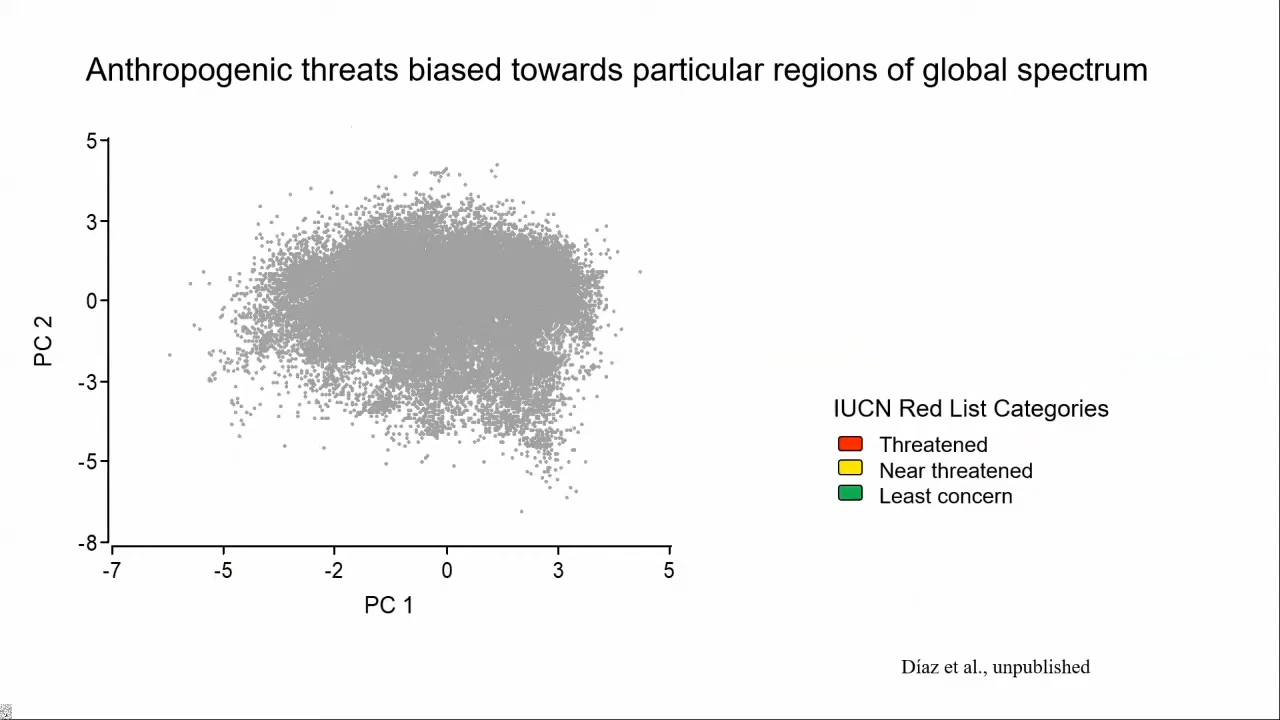 Anthropogenic threats biased towards particular regions of global spectrum
5
3
0
-3
-5
-8
PC 2
-7
-5
-2
0
3
5
PC 1
IUCN Red List Categories
Threatened
Near threatened
Least concern
Díaz et al., unpublished